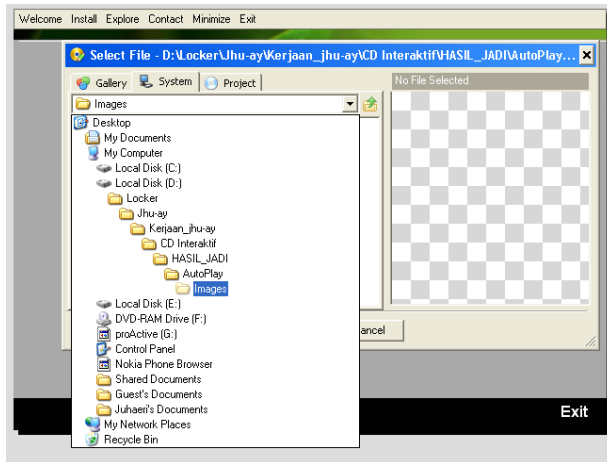 Welcome Install Explore Contact Minimize Exit
Select File - D:\Locker\Jhu-ay\Kerjaan_jhu-ay\CD Interaktif\HASIL_JADI\AutoPlay...
Gallery System Project
No File Selected
Images
Desktop
My Documents
My Computer
Local Disk (C:)
Local Disk (D:)
Locker
Jhu-ay
Kerjaan_jhu-ay
CD Interaktif
HASIL_JADI
AutoPlay
Images
Local Disk (E:)
DVD-RAM Drive (F:)
proActive (G:)
Control Panel
Nokia Phone Browser
Shared Documents
Guest's Documents
Juhaeri's Documents
My Network Places
Recycle Bin
ancel
Exit